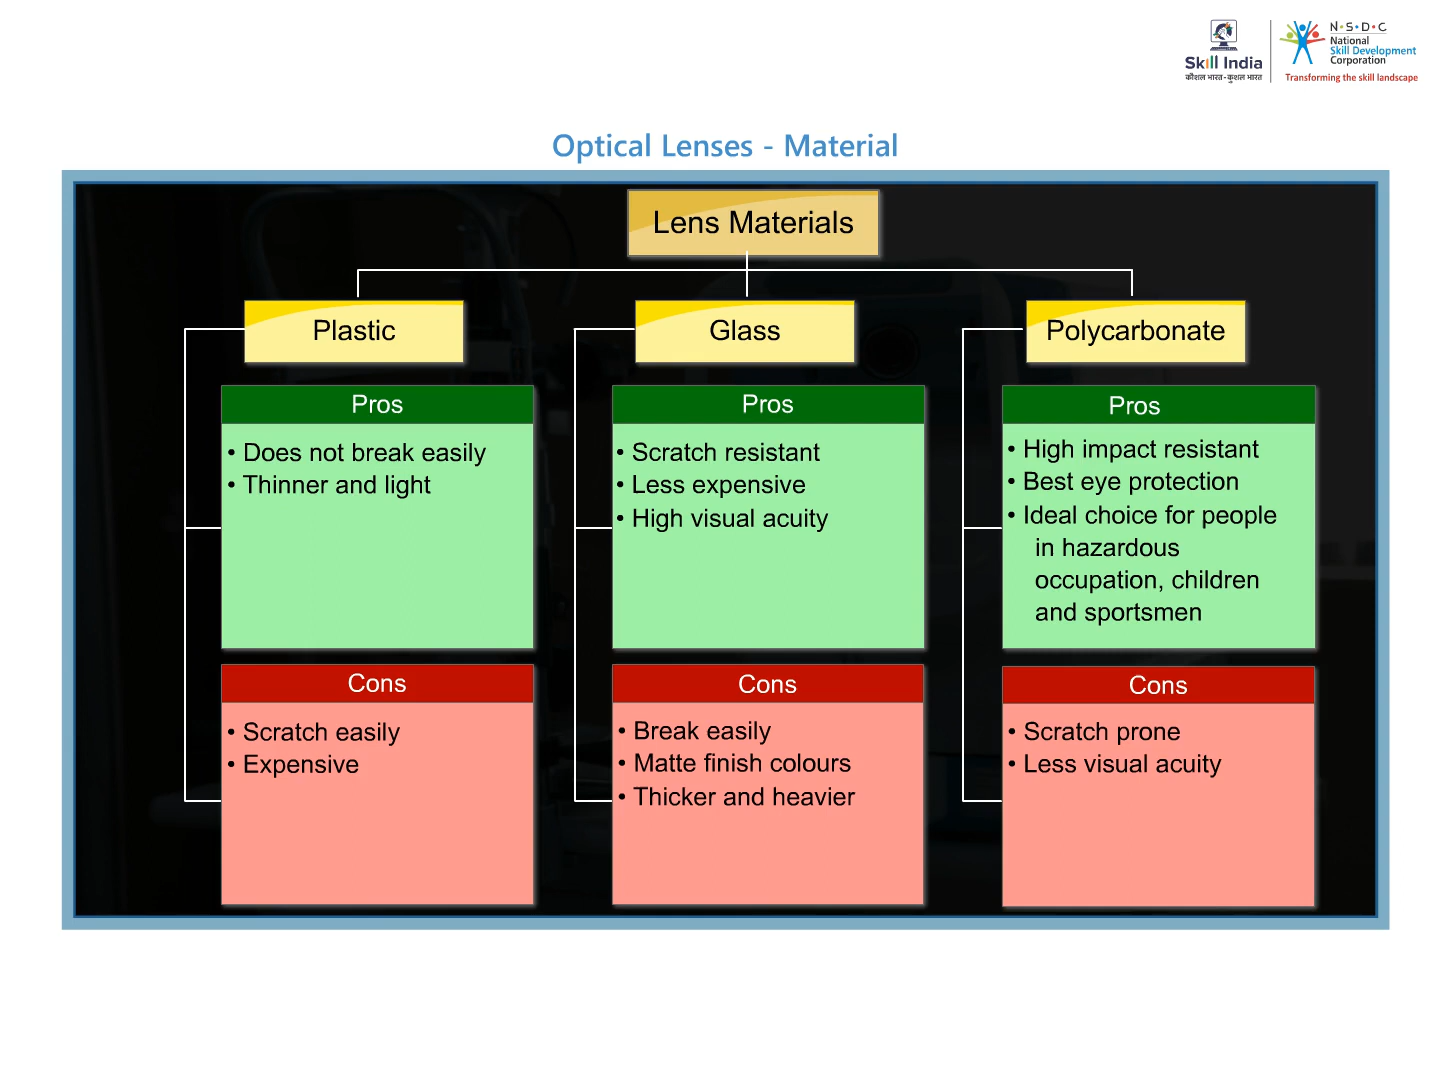 Skill India
कौशल भारत - कुशल भारत
N·S·D·C
National
Skill Development
Corporation
Transforming the skill landscape
Optical Lenses - Material
Lens Materials
Plastic
Pros
• Does not break easily
• Thinner and light
Cons
• Scratch easily
• Expensive
Glass
Pros
• Scratch resistant
• Less expensive
• High visual acuity
Cons
• Break easily
• Matte finish colours
• Thicker and heavier
Polycarbonate
Pros
• High impact resistant
• Best eye protection
• Ideal choice for people
in hazardous
occupation, children
and sportsmen
Cons
• Scratch prone
• Less visual acuity